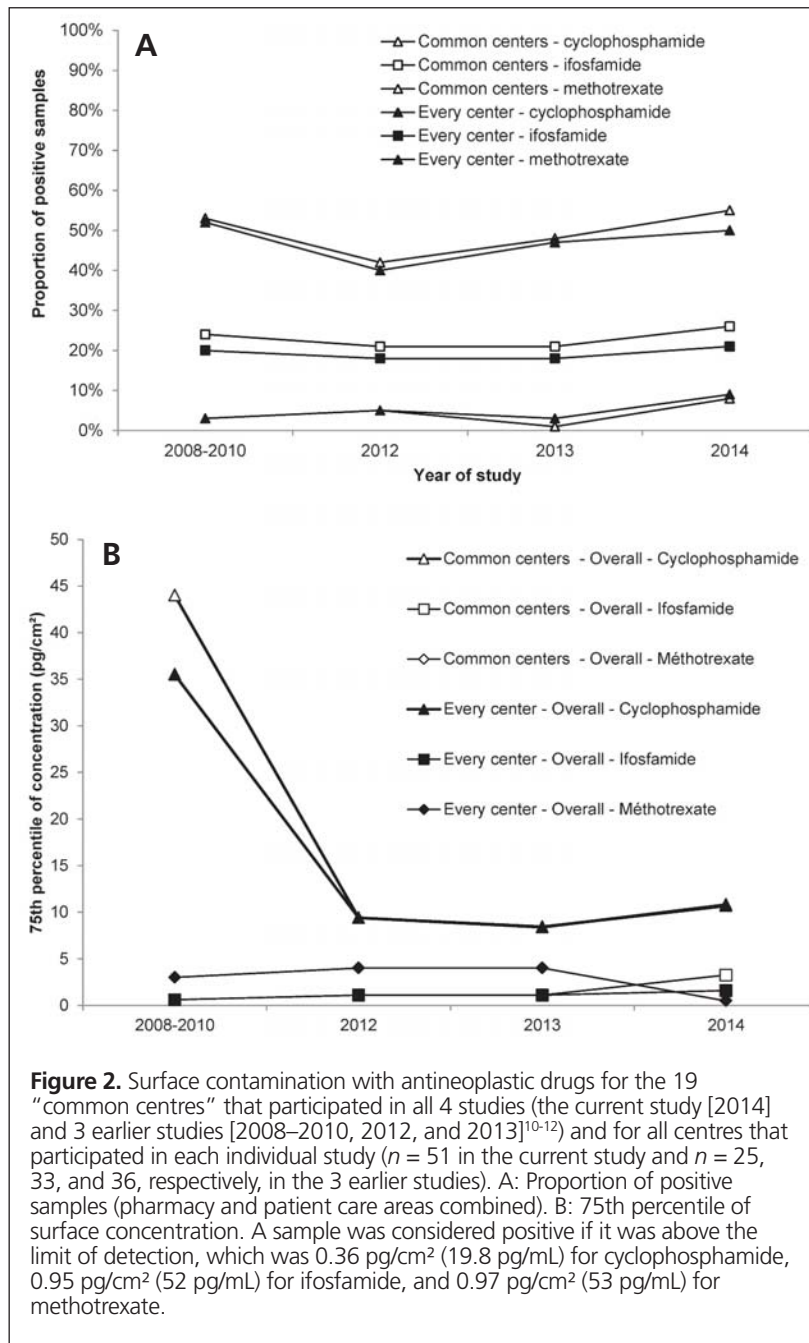 A
100%
90%
80%
70%
60%
50%
40%
30%
20%
10%
0%
Proportion of positive samples
Common centers - cyclophosphamide
Common centers - ifosfamide
Common centers - methotrexate
Every center - cyclophosphamide
Every center - ifosfamide
Every center - methotrexate
2008-2010
2012
2013
2014
Year of study
B
50
45
40
35
30
25
20
15
10
5
0
75th percentile of concentration (pg/cm²)
Common centers - Overall - Cyclophosphamide
Common centers - Overall - Ifosfamide
Common centers - Overall - Méthotrexate
Every center - Overall - Cyclophosphamide
Every center - Overall - Ifosfamide
Every center - Overall - Méthotrexate
2008-2010
2012
2013
2014
Figure 2. Surface contamination with antineoplastic drugs for the 19
"common centres" that participated in all 4 studies (the current study [2014]
and 3 earlier studies [2008–2010, 2012, and 2013]10-12) and for all centres that
participated in each individual study (n = 51 in the current study and n = 25,
33, and 36, respectively, in the 3 earlier studies). A: Proportion of positive
samples (pharmacy and patient care areas combined). B: 75th percentile of
surface concentration. A sample was considered positive if it was above the
limit of detection, which was 0.36 pg/cm² (19.8 pg/mL) for cyclophosphamide,
0.95 pg/cm² (52 pg/mL) for ifosfamide, and 0.97 pg/cm² (53 pg/mL) for
methotrexate.